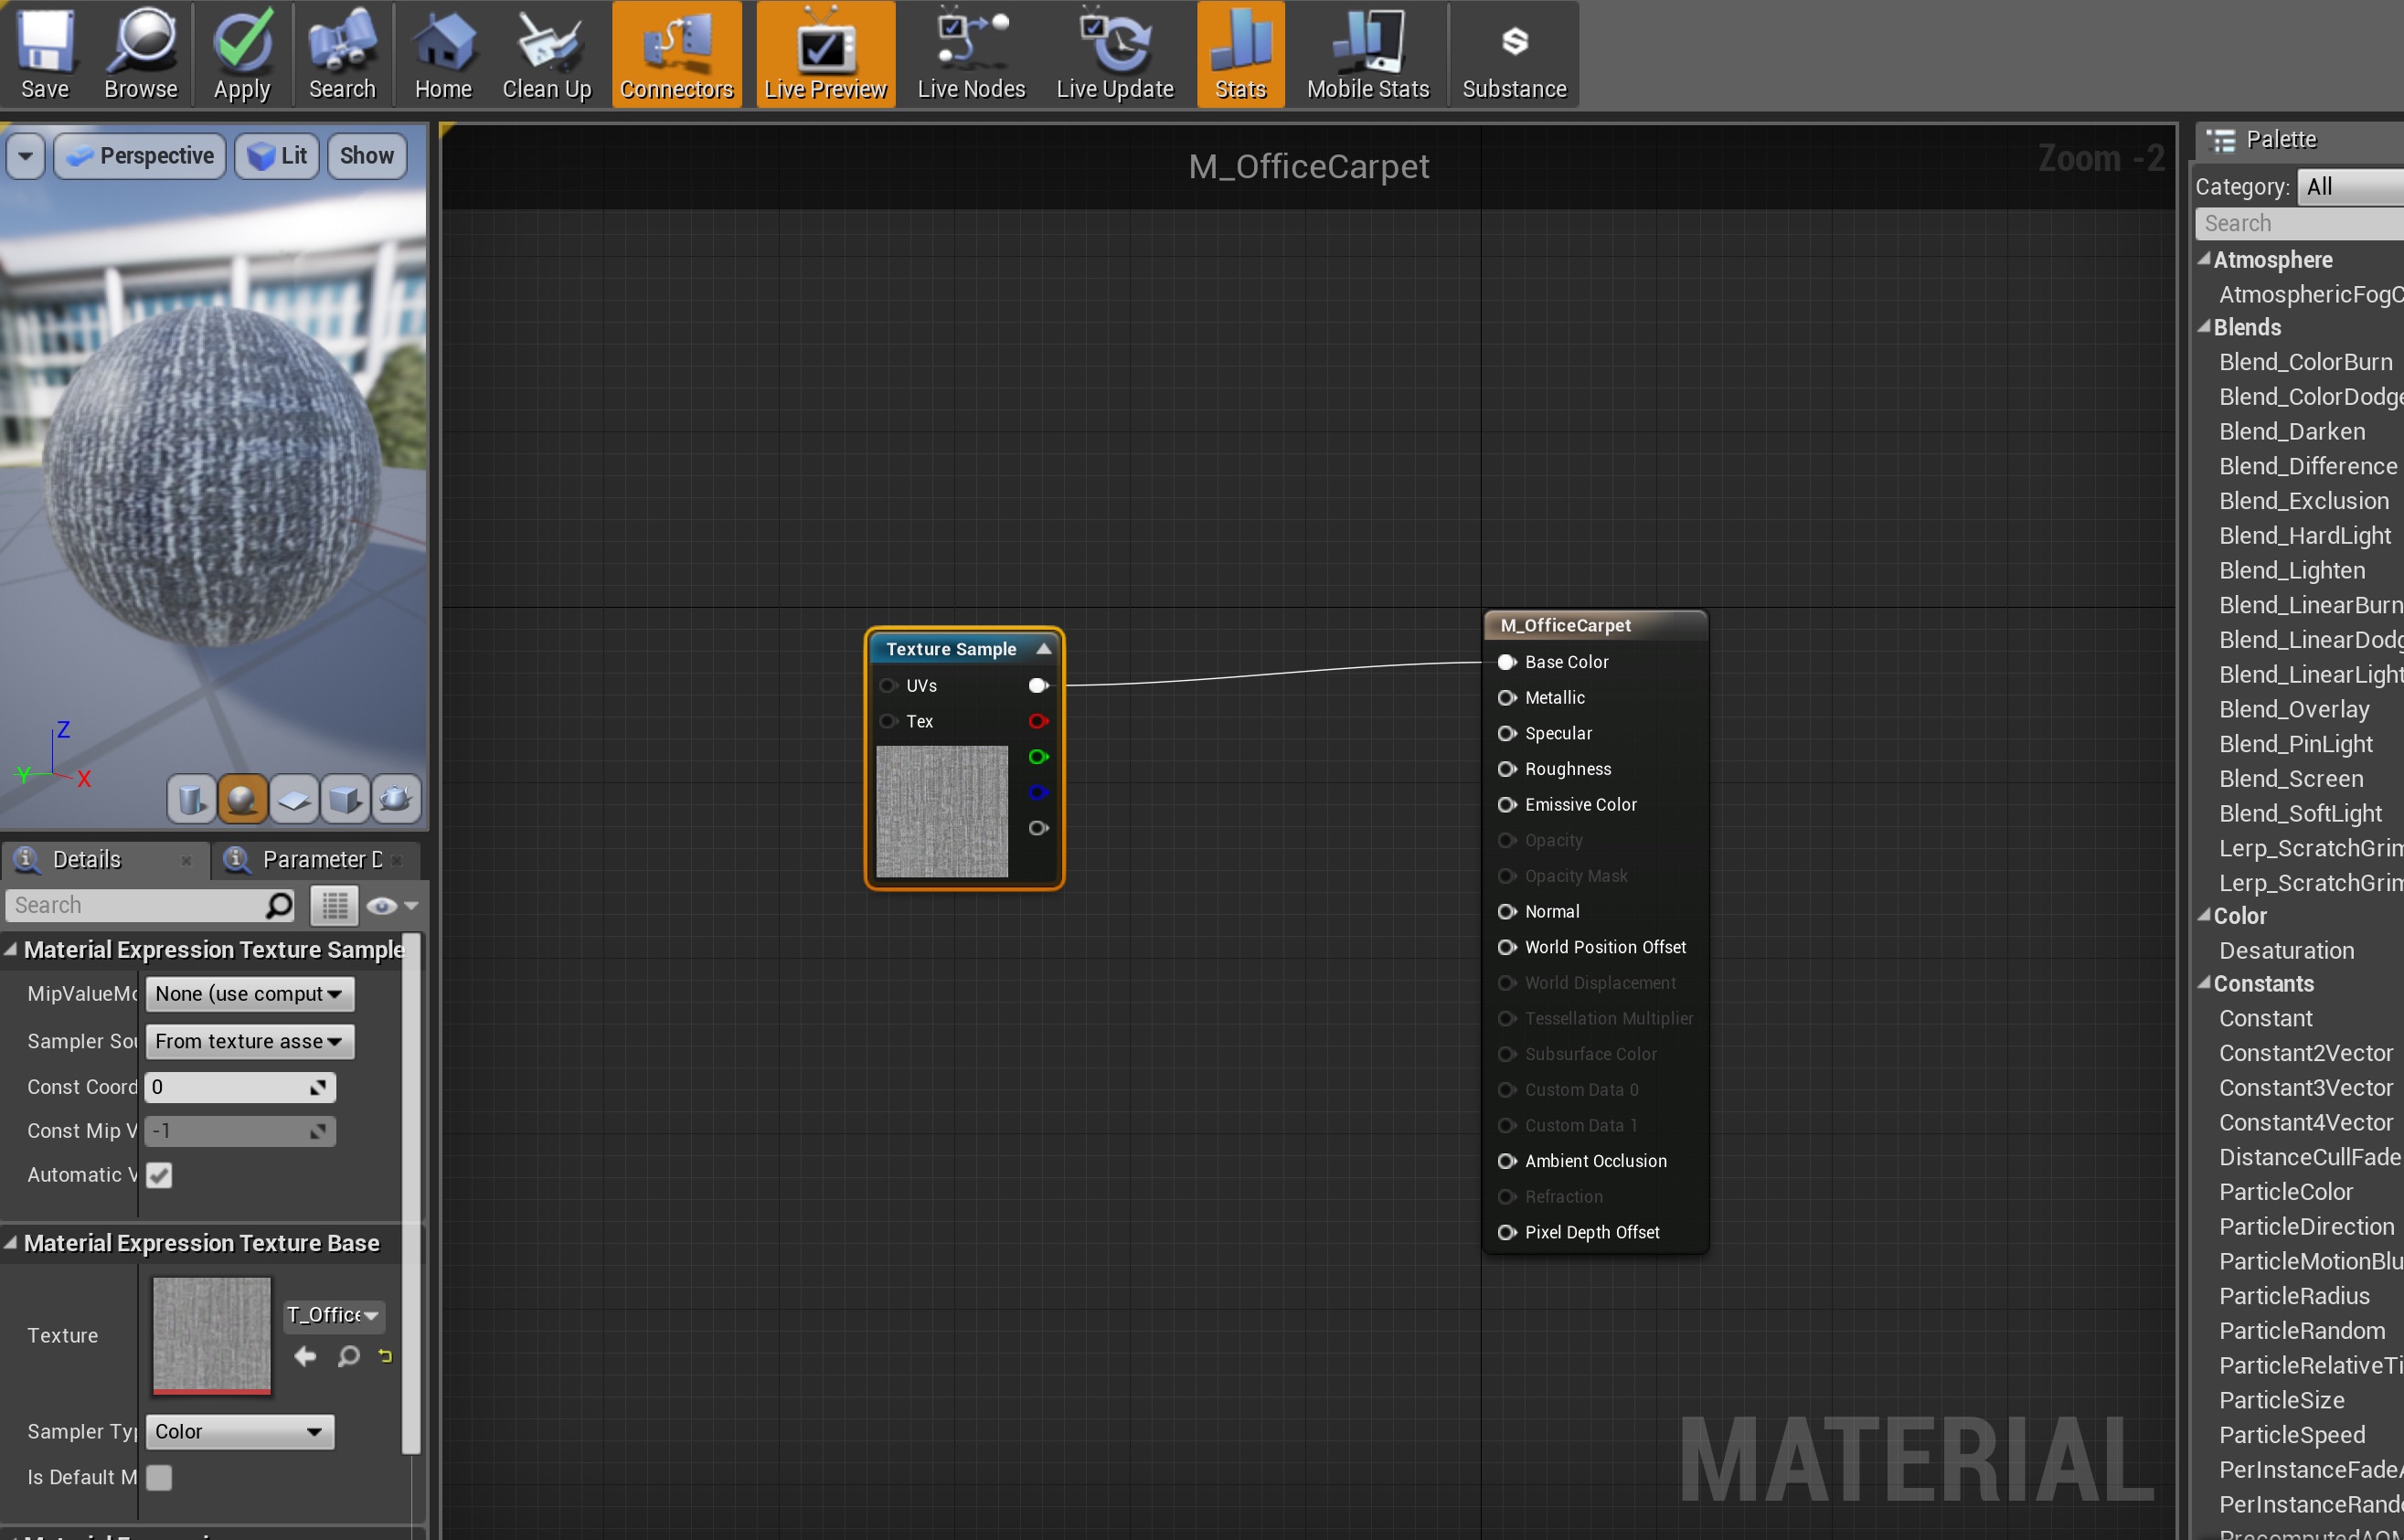 Save
Browse
Apply
Search
Home
Clean Up
Connectors
Live Preview
Live Nodes
Live Update
Stats
Mobile Stats
Substance
Perspective
Lit
Show
Z
Y
X
M_OfficeCarpet
Zoom -2
Texture Sample
UVs
Tex
M_OfficeCarpet
Base Color
Metallic
Specular
Roughness
Emissive Color
Opacity
Opacity Mask
Normal
World Position Offset
World Displacement
Tessellation Multiplier
Subsurface Color
Custom Data 0
Custom Data 1
Ambient Occlusion
Refraction
Pixel Depth Offset
MATERIAL
Details
Parameter D
Search
Material Expression Texture Sample
MipValueMo
None (use comput
Sampler Sou
From texture asse
Const Coord
0
Const Mip V
-1
Automatic V
Material Expression Texture Base
Texture
T_Office
Sampler Typ
Color
Is Default M
Palette
Category: All
Search
Atmosphere
AtmosphericFogC
Blends
Blend_ColorBurn
Blend_ColorDodge
Blend_Darken
Blend_Difference
Blend_Exclusion
Blend_HardLight
Blend_Lighten
Blend_LinearBurn
Blend_LinearDodg
Blend_LinearLight
Blend_Overlay
Blend_PinLight
Blend_Screen
Blend_SoftLight
Lerp_ScratchGrim
Lerp_ScratchGrim
Color
Desaturation
Constants
Constant
Constant2Vector
Constant3Vector
Constant4Vector
DistanceCullFade
ParticleColor
ParticleDirection
ParticleMotionBlu
ParticleRadius
ParticleRandom
ParticleRelativeTi
ParticleSize
ParticleSpeed
PerInstanceFadeA
PerInstanceRando